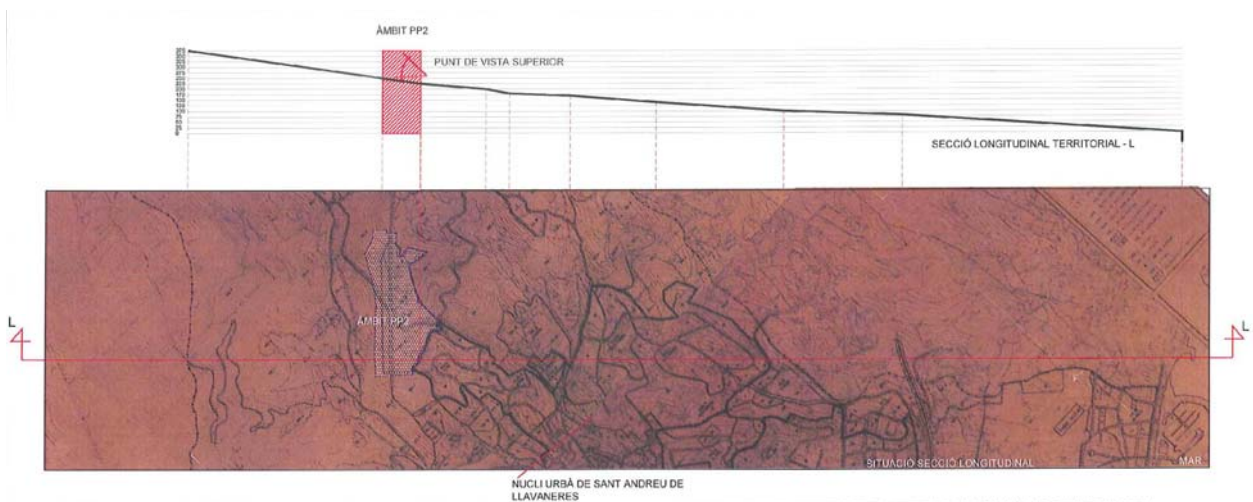 ÀMBIT PP2
PUNT DE VISTA SUPERIOR
SECCIÓ LONGITUDINAL TERRITORIAL - L
L
L
ÀMBIT PP2
SITUACIÓ SECCIÓ LONGITUDINAL
MAR
NUCLI URBÀ DE SANT ANDREU DE
LLAVANERES